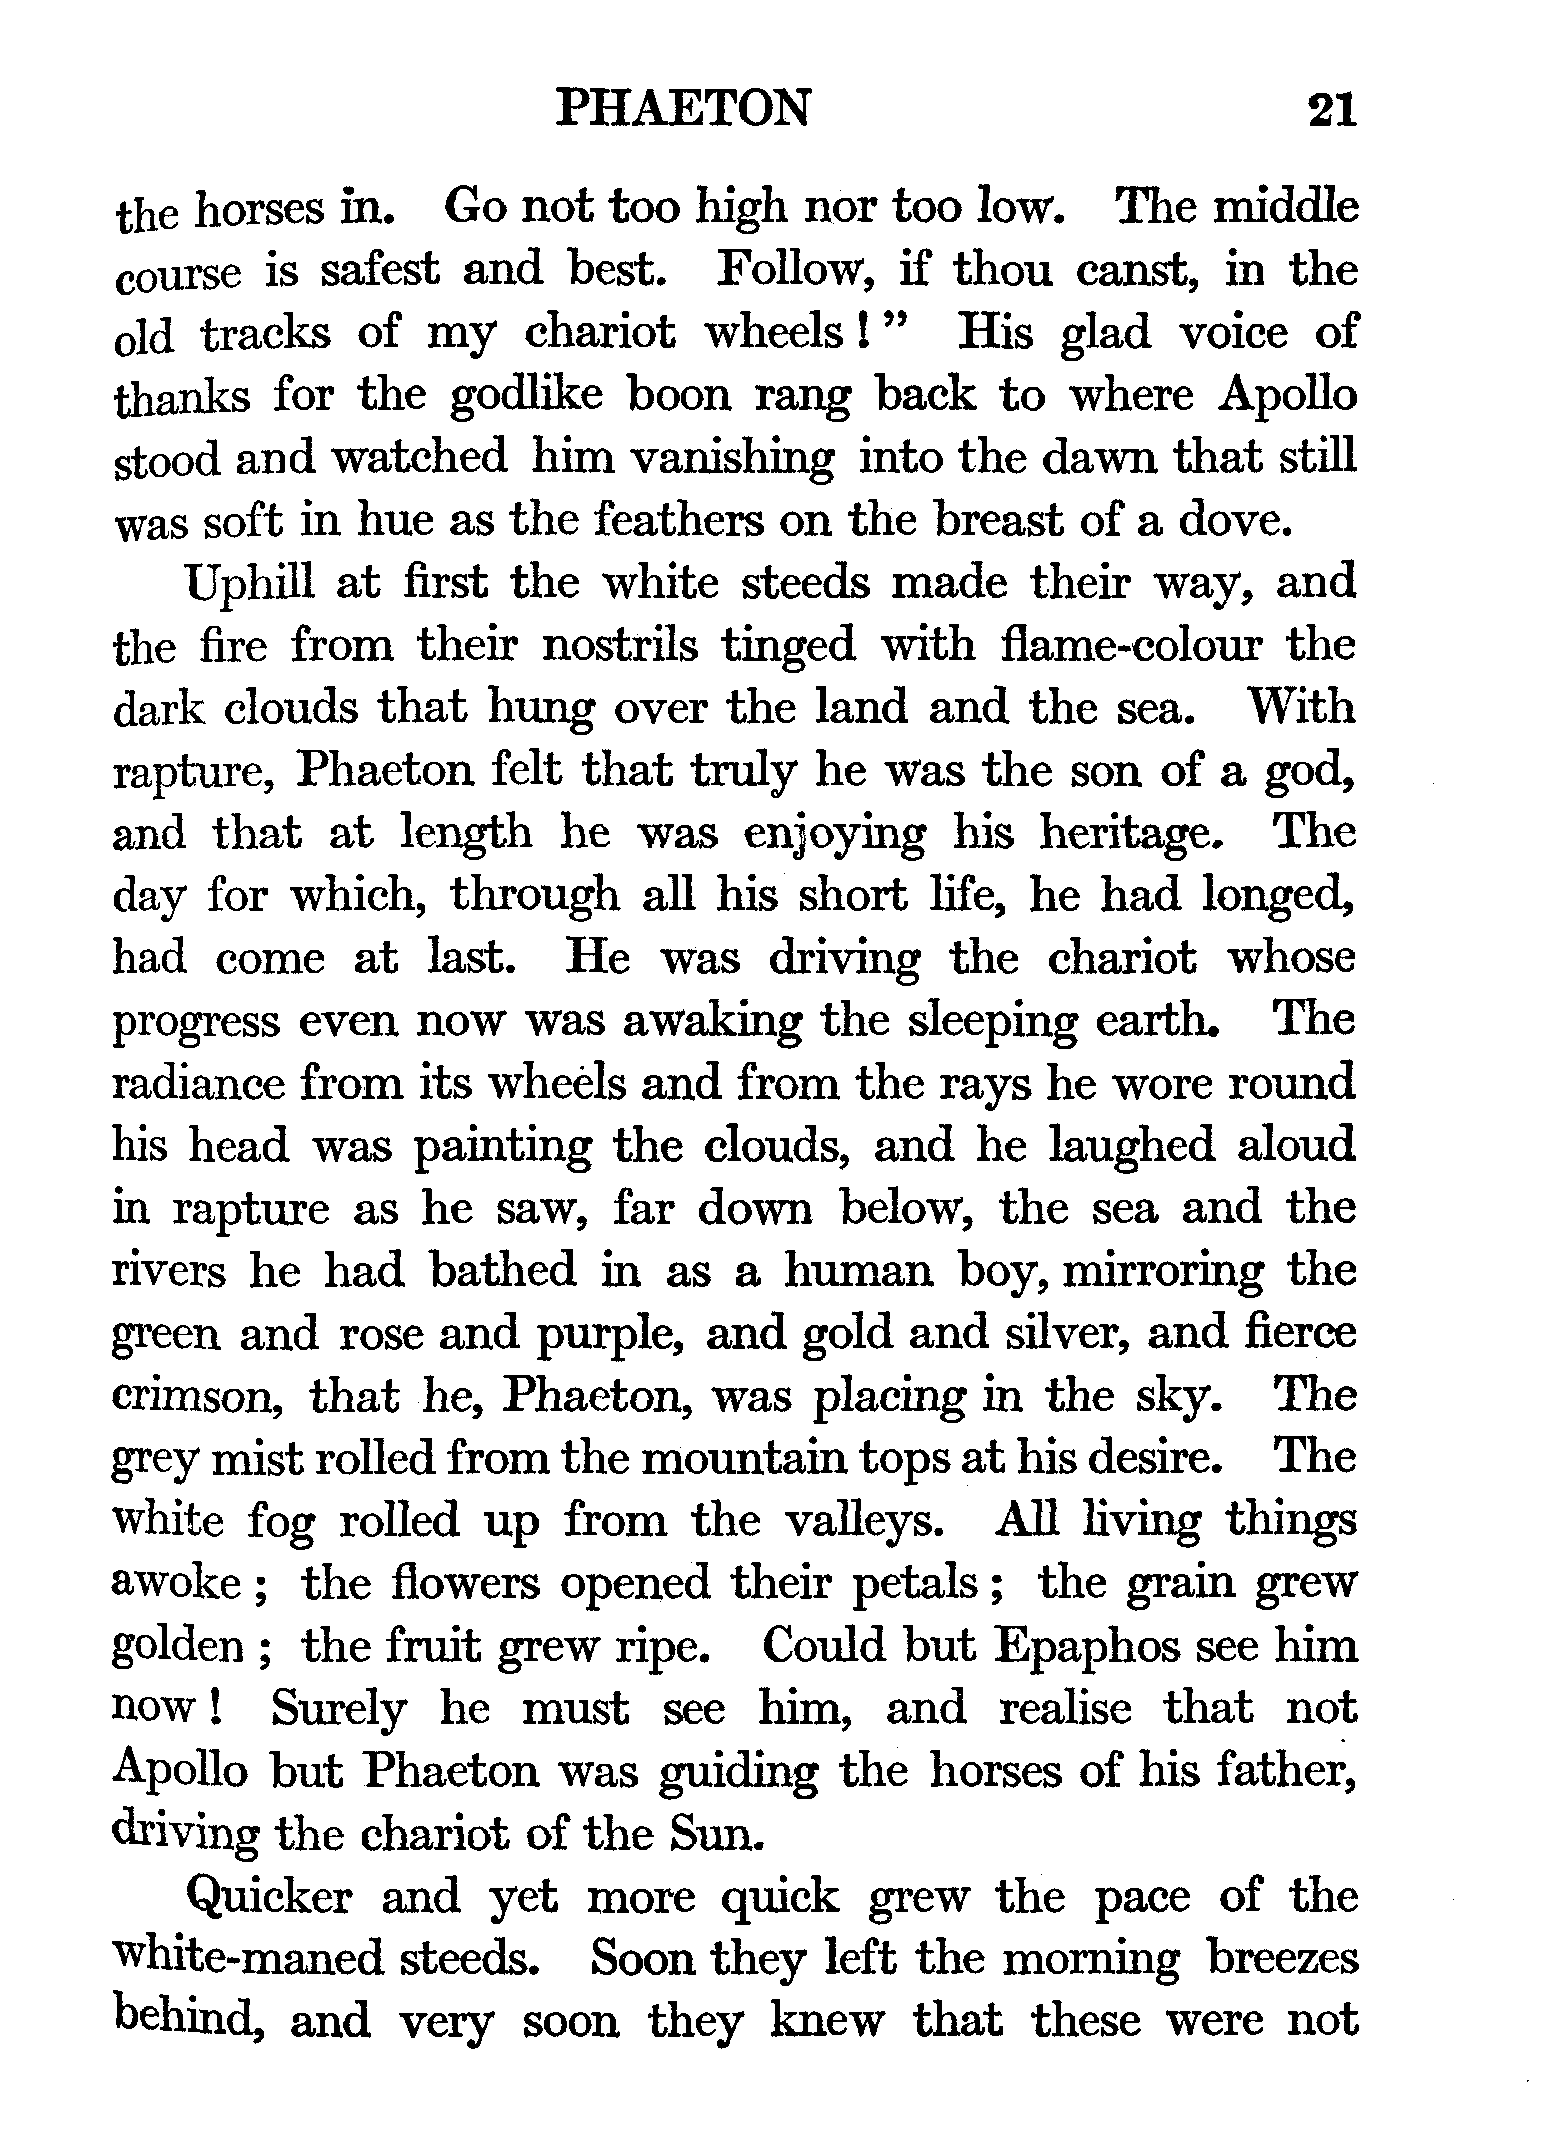 PHAETON 21
the horses in. Go not too high nor too low. The middle
course is safest and best. Follow, if thou canst, in the
old tracks of my chariot wheels ! ” His glad voice of
thanks for the godlike boon rang back to where Apollo
stood and watched him vanishing into the dawn that still
was soft in hue as the feathers on the breast of a dove.
Uphill at first the white steeds made their way, and
the fire from their nostrils tinged with flame-colour the
dark clouds that hung over the land and the sea. With
rapture, Phaeton felt that truly he was the son of a god,
and that at length he was enjoying his heritage. The
day for which, through all his short life, he had longed,
had come at last. He was driving the chariot whose
progress even now was awaking the sleeping earth. The
radiance from its wheels and from the rays he wore round
his head was painting the clouds, and he laughed aloud
in rapture as he saw, far down below, the sea and the
rivers he had bathed in as a human boy, mirroring the
green and rose and purple, and gold and silver, and fierce
crimson, that he, Phaeton, was placing in the sky. The
grey mist rolled from the mountain tops at his desire. The
white fog rolled up from the valleys. All living things
awoke ; the flowers opened their petals ; the grain grew
golden ; the fruit grew ripe. Could but Epaphos see him
now ! Surely he must see him, and realise that not
Apollo but Phaeton was guiding the horses of his father,
driving the chariot of the Sun.
Quicker and yet more quick grew the pace of the
white-maned steeds. Soon they left the morning breezes
behind, and very soon they knew that these were not